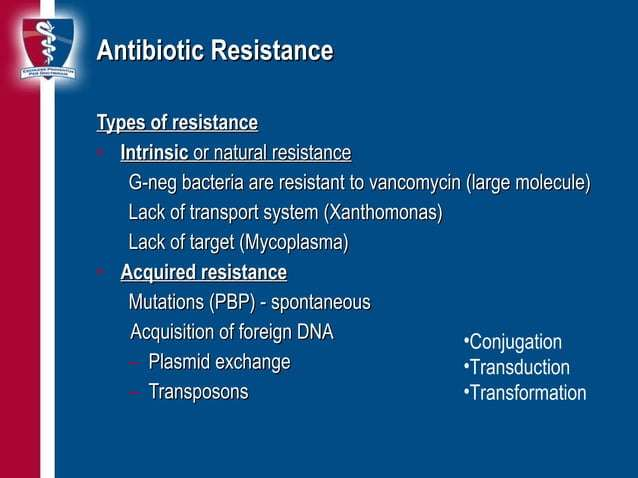 Antibiotic Resistance
Types of resistance
• Intrinsic or natural resistance
G-neg bacteria are resistant to vancomycin (large molecule)
Lack of transport system (Xanthomonas)
Lack of target (Mycoplasma)
• Acquired resistance
Mutations (PBP) - spontaneous
Acquisition of foreign DNA
– Plasmid exchange
– Transposons
•Conjugation
•Transduction
•Transformation